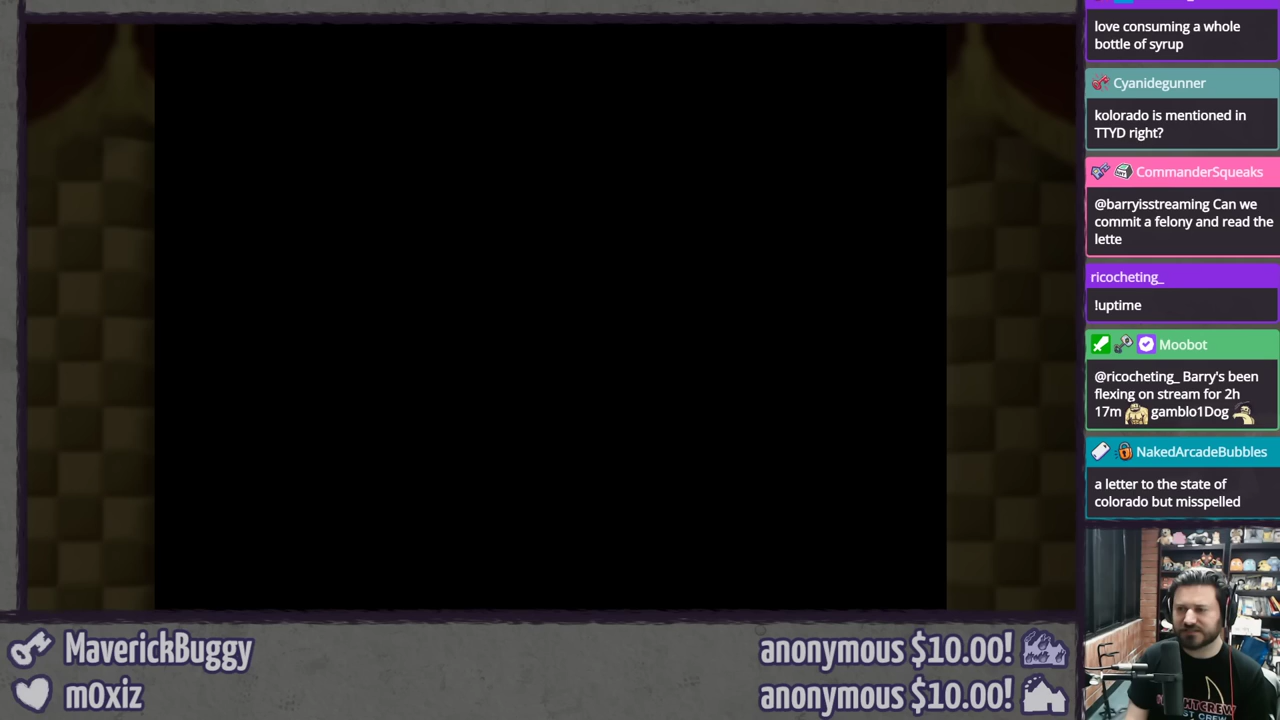 love consuming a whole
bottle of syrup
Cyanidegunner
kolorado is mentioned in
TTYD right?
CommanderSqueaks
@barryisstreaming Can we
commit a felony and read the
lette
ricocheting_
!uptime
Moobot
@ricocheting_ Barry's been
flexing on stream for 2h
17m gamblo1Dog
NakedArcadeBubbles
a letter to the state of
colorado but misspelled
MaverickBuggy
m0xiz
anonymous $10.00!
anonymous $10.00!